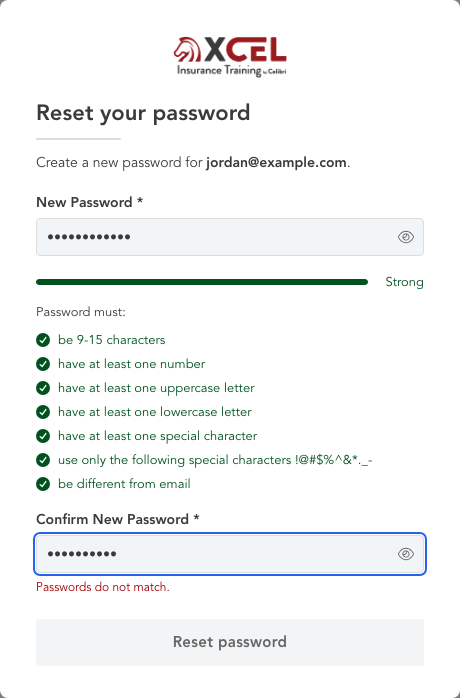 XCEL
Insurance Training by Colibri
Reset your password
Create a new password for jordan@example.com.
New Password *
••••••••••••
Strong
Password must:
be 9-15 characters
have at least one number
have at least one uppercase letter
have at least one lowercase letter
have at least one special character
use only the following special characters !@#$%^&*._-
be different from email
Confirm New Password *
••••••••••
Passwords do not match.
Reset password